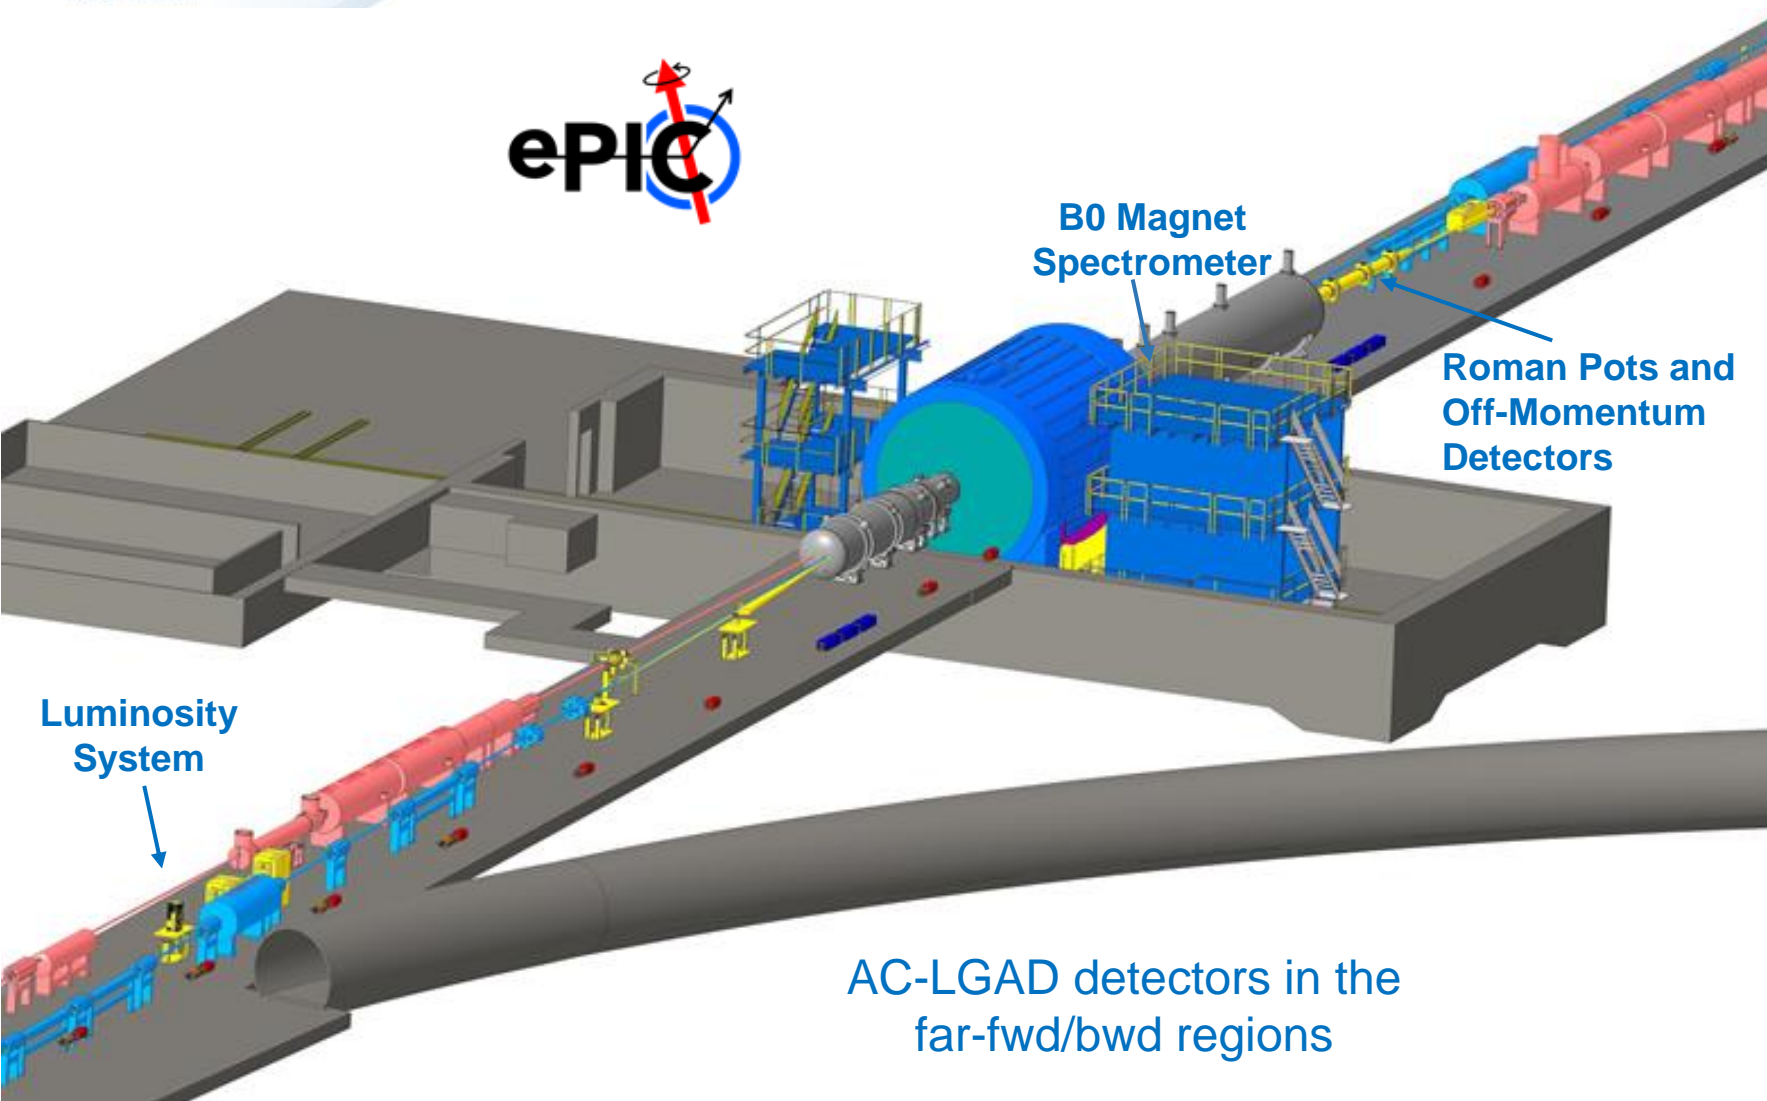 ePIC
B0 Magnet
Spectrometer
Roman Pots and
Off-Momentum
Detectors
Luminosity
System
AC-LGAD detectors in the
far-fwd/bwd regions